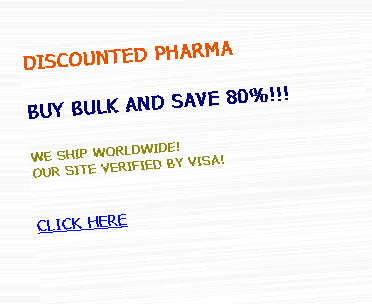 DISCOUNTED PHARMA
BUY BULK AND SAVE 80%!!!
WE SHIP WORLDWIDE!
OUR SITE VERIFIED BY VISA!
CLICK HERE